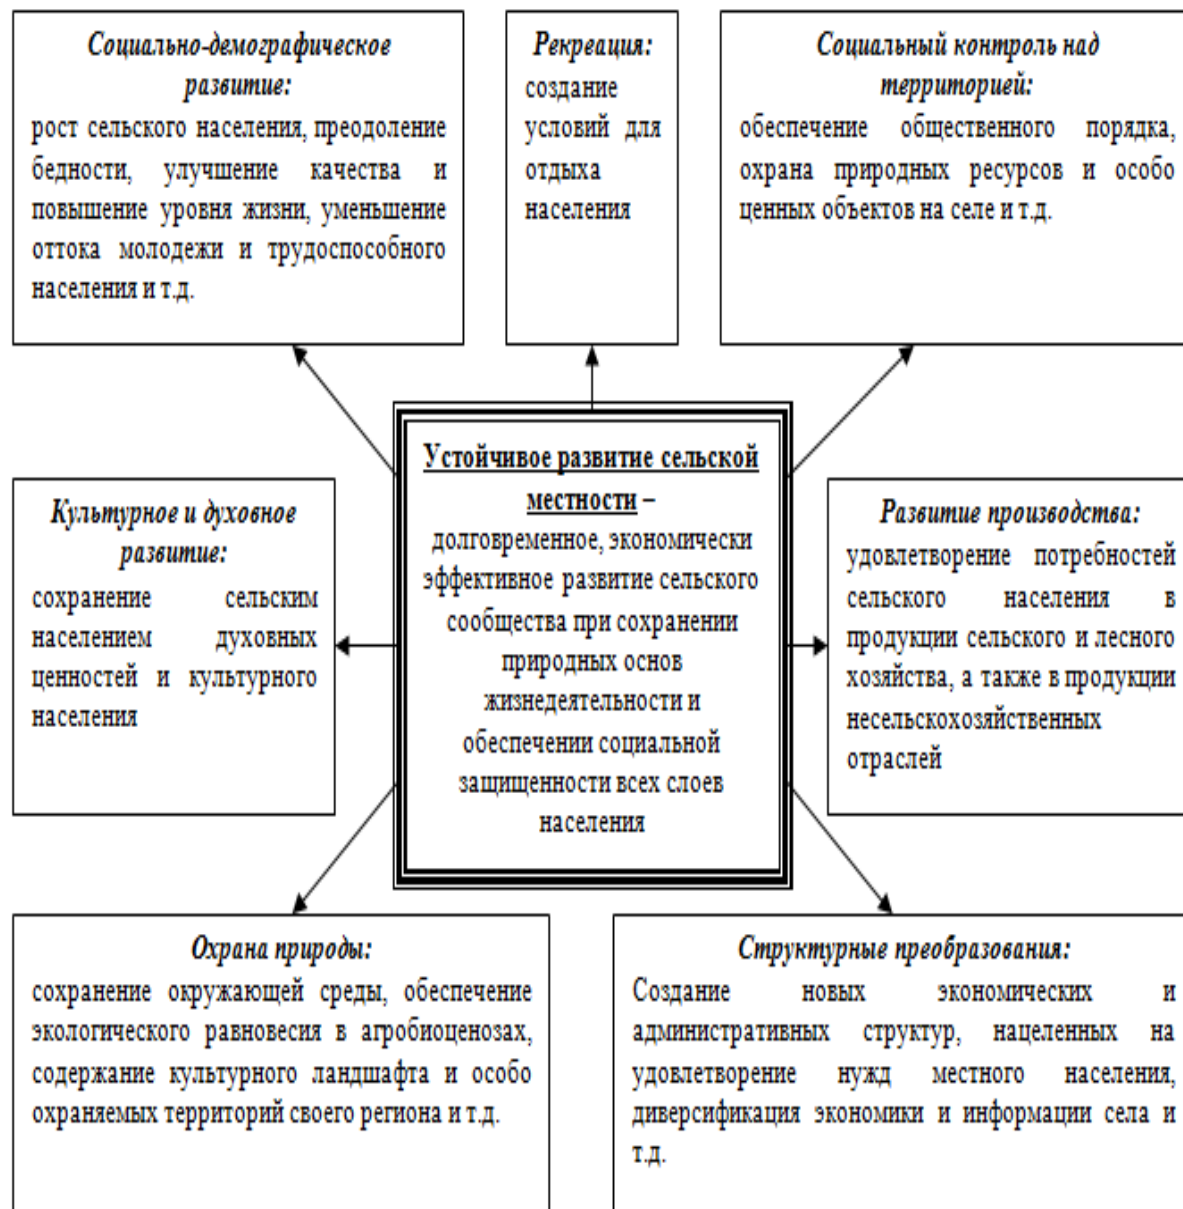 Социально-демографическое
развитие:
рост сельского населения, преодоление
бедности, улучшение качества и
повышение уровня жизни, уменьшение
оттока молодежи и трудоспособного
населения и т.д.
Рекреация:
создание
условий для
отдыха
населения
Социальный контроль над
территорией:
обеспечение общественного порядка,
охрана природных ресурсов и особо
ценных объектов на селе и т.д.
Культурное и духовное
развитие:
сохранение сельским
населением духовных
ценностей и культурного
населения
Устойчивое развитие сельской
местности –
долговременное, экономически
эффективное развитие сельского
сообщества при сохранении
природных основ
жизнедеятельности и
обеспечении социальной
защищенности всех слоев
населения
Развитие производства:
удовлетворение потребностей
сельского населения в
продукции сельского и лесного
хозяйства, а также в продукции
несельскохозяйственных
отраслей
Охрана природы:
сохранение окружающей среды, обеспечение
экологического равновесия в агробиоценозах,
содержание культурного ландшафта и особо
охраняемых территорий своего региона и т.д.
Структурные преобразования:
Создание новых экономических и
административных структур, нацеленных на
удовлетворение нужд местного населения,
диверсификация экономики и информации села и
т.д.